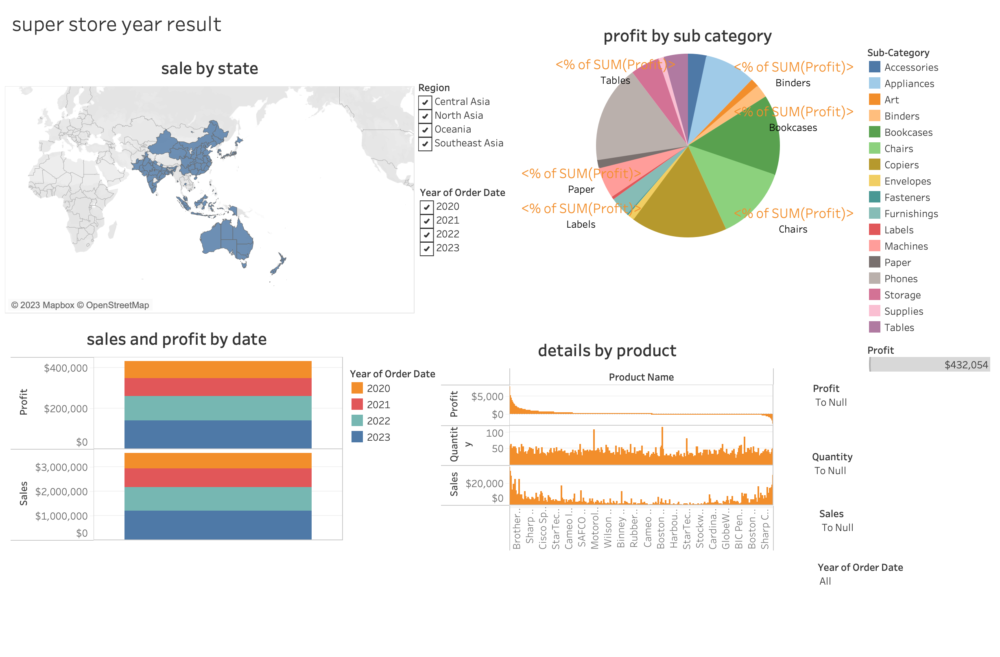 super store year result
sale by state
© 2023 Mapbox © OpenStreetMap
Region
Central Asia
North Asia
Oceania
Southeast Asia
Year of Order Date
2020
2021
2022
2023
profit by sub category
<% of SUM(Profit)>
Tables
<% of SUM(Profit)>
Binders
<% of SUM(Profit)>
Bookcases
<% of SUM(Profit)>
Paper
<% of SUM(Profit)>
Labels
<% of SUM(Profit)>
Chairs
Sub-Category
Accessories
Appliances
Art
Binders
Bookcases
Chairs
Copiers
Envelopes
Fasteners
Furnishings
Labels
Machines
Paper
Phones
Storage
Supplies
Tables
Profit
$432,054
sales and profit by date
Profit
$400,000
$200,000
$0
Sales
$3,000,000
$2,000,000
$1,000,000
$0
Year of Order Date
2020
2021
2022
2023
details by product
Product Name
Profit
$5,000
$0
Quantit
y
100
50
Sales
$20,000
$0
Brother..
Sharp ..
Cisco Sp..
StarTec..
Cameo I..
SAFCO ..
Motorol..
Wilson ..
Binney ..
Rubber..
Cameo ..
Boston ..
Harbou..
StarTec..
Stockw..
Cardina..
GlobeW..
BIC Pen..
Boston ..
Sharp C..
Profit
To Null
Quantity
To Null
Sales
To Null
Year of Order Date
All